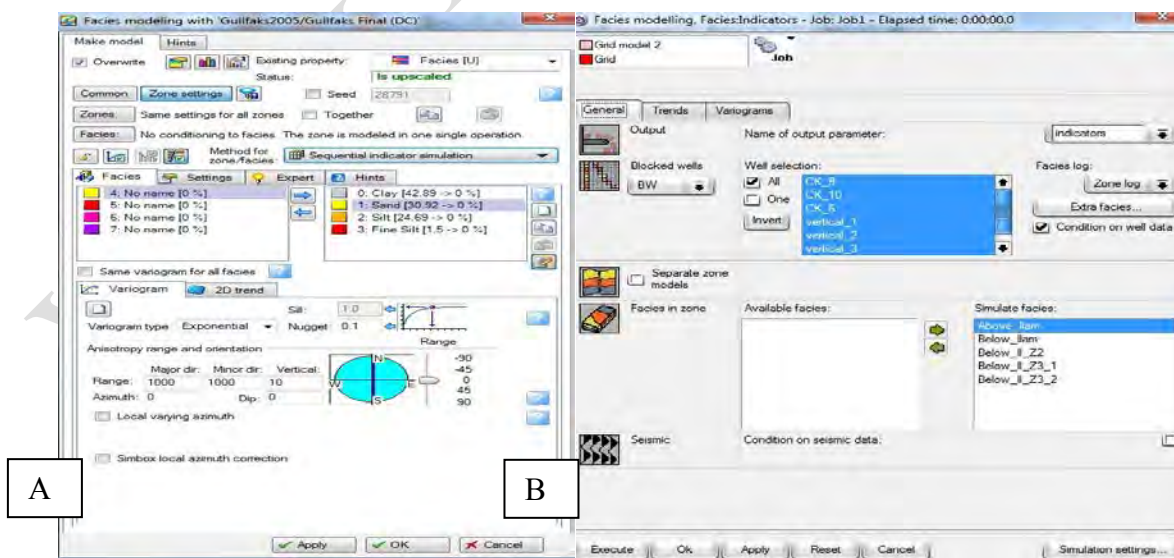 Facies modeling with 'Gullfaks2005/Gullfaks Final (DC)'
Make model Hints
Overwrite Existing property: Facies [U]
Status: Is upscaled
Common Zone settings Seed 28791
Zones: Same settings for all zones Together
Facies: No conditioning to facies. The zone is modeled in one single operation.
Method for zone/facies: Sequential indicator simulation
Facies Settings Expert Hints
4: No name [0 %]
5: No name [0 %]
6: No name [0 %]
7: No name [0 %]
0: Clay [42.89 -> 0 %]
1: Sand [30.92 -> 0 %]
2: Silt [24.69 -> 0 %]
3: Fine Silt [1.5 -> 0 %]
Same variogram for all facies
Variogram 2D trend
Sill: 1.0
Variogram type Exponential Nugget 0.1
Range
Anisotropy range and orientation
Major dir: Minor dir: Vertical:
Range: 1000 1000 10
Azimuth: 0 Dip: 0
N
W E
S
-90
-45
0
45
90
Local varying azimuth
Simbox local azimuth correction
A
Apply OK Cancel
Facies modelling, Facies:Indicators - Job: Job1 - Elapsed time: 0:00:00.0
Grid model 2
Grid
Job
General Trends Variograms
Output Name of output parameter: indicators
Blocked wells
BW
Well selection:
All
One
Invert
CK_8
CK_10
CK_6
vertical_1
vertical_2
vertical_3
Facies log:
Zone log
Extra facies...
Condition on well data
Separate zone models
Facies in zone Available facies: Simulate facies:
Above_Ilam
Below_Ilam
Below_Il_Z2
Below_Il_Z3_1
Below_Il_Z3_2
Seismic Condition on seismic data:
B
Execute Ok Apply Reset Cancel Simulation settings...